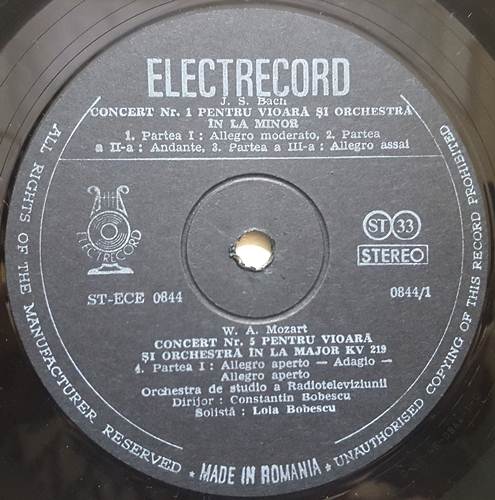 ELECTRECORD
J. S. Bach
CONCERT Nr. 1 PENTRU VIOARĂ ȘI ORCHESTRĂ
ÎN LA MINOR
1. Partea I : Allegro moderato, 2. Partea
a II-a : Andante, 3. Partea a III-a : Allegro assai
ELECTRECORD
ST 33
STEREO
ST-ECE 0844
0844/1
W. A. Mozart
CONCERT Nr. 5 PENTRU VIOARĂ
ȘI ORCHESTRĂ ÎN LA MAJOR KV 219
4. Partea I : Allegro aperto — Adagio —
Allegro aperto
Orchestra de studio a Radioteleviziunii
Dirijor : Constantin Bobescu
Solistă : Lola Bobescu
ALL RIGHTS OF THE MANUFACTURER RESERVED ★ MADE IN ROMANIA ★ UNAUTHORISED COPYING OF THIS RECORD PROHIBITED